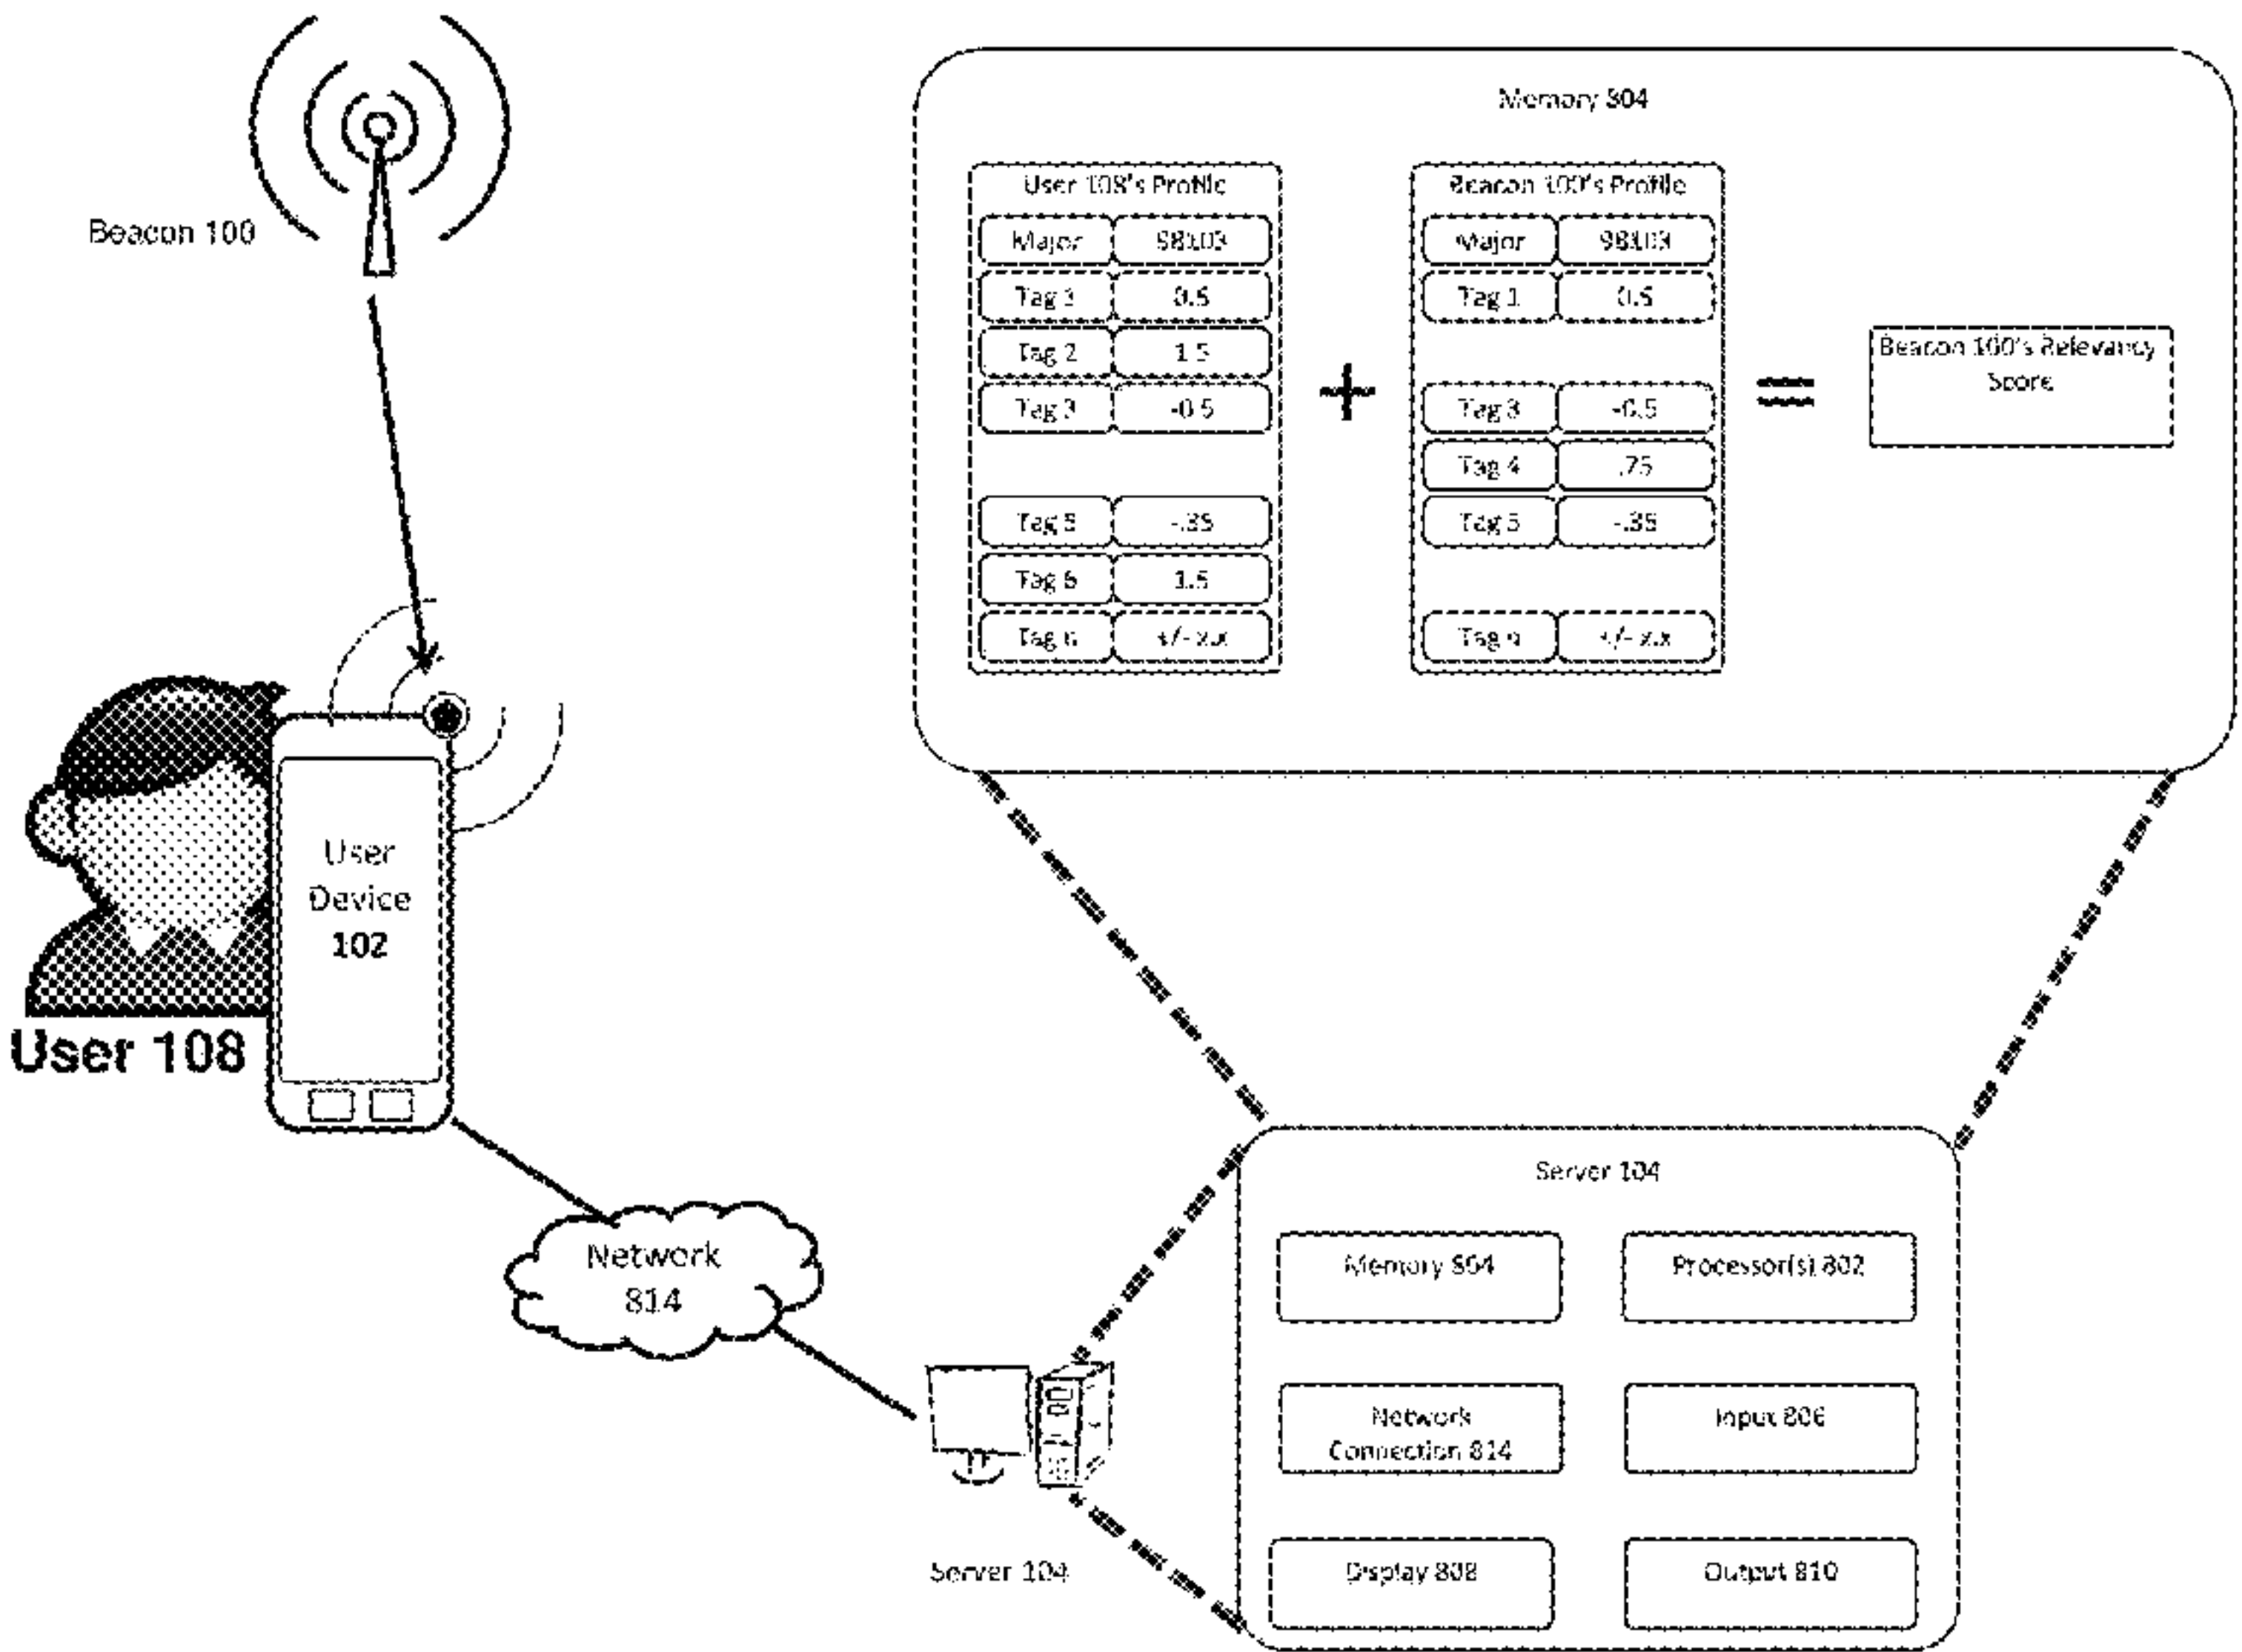 Beacon 100
Memory 804
User 108's Profile
Major 98103
Tag 1 0.5
Tag 2 1.5
Tag 3 -0.5
Tag 5 -.35
Tag 6 1.5
Tag n +/- x.x
+
Beacon 100's Profile
Major 98103
Tag 1 0.5
Tag 3 -0.5
Tag 4 .75
Tag 5 -.35
Tag n +/- x.x
=
Beacon 100's Relevancy
Score
User
Device
102
User 108
Network
814
Server 104
Server 104
Memory 804
Processor(s) 802
Network
Connection 814
Input 806
Display 808
Output 810